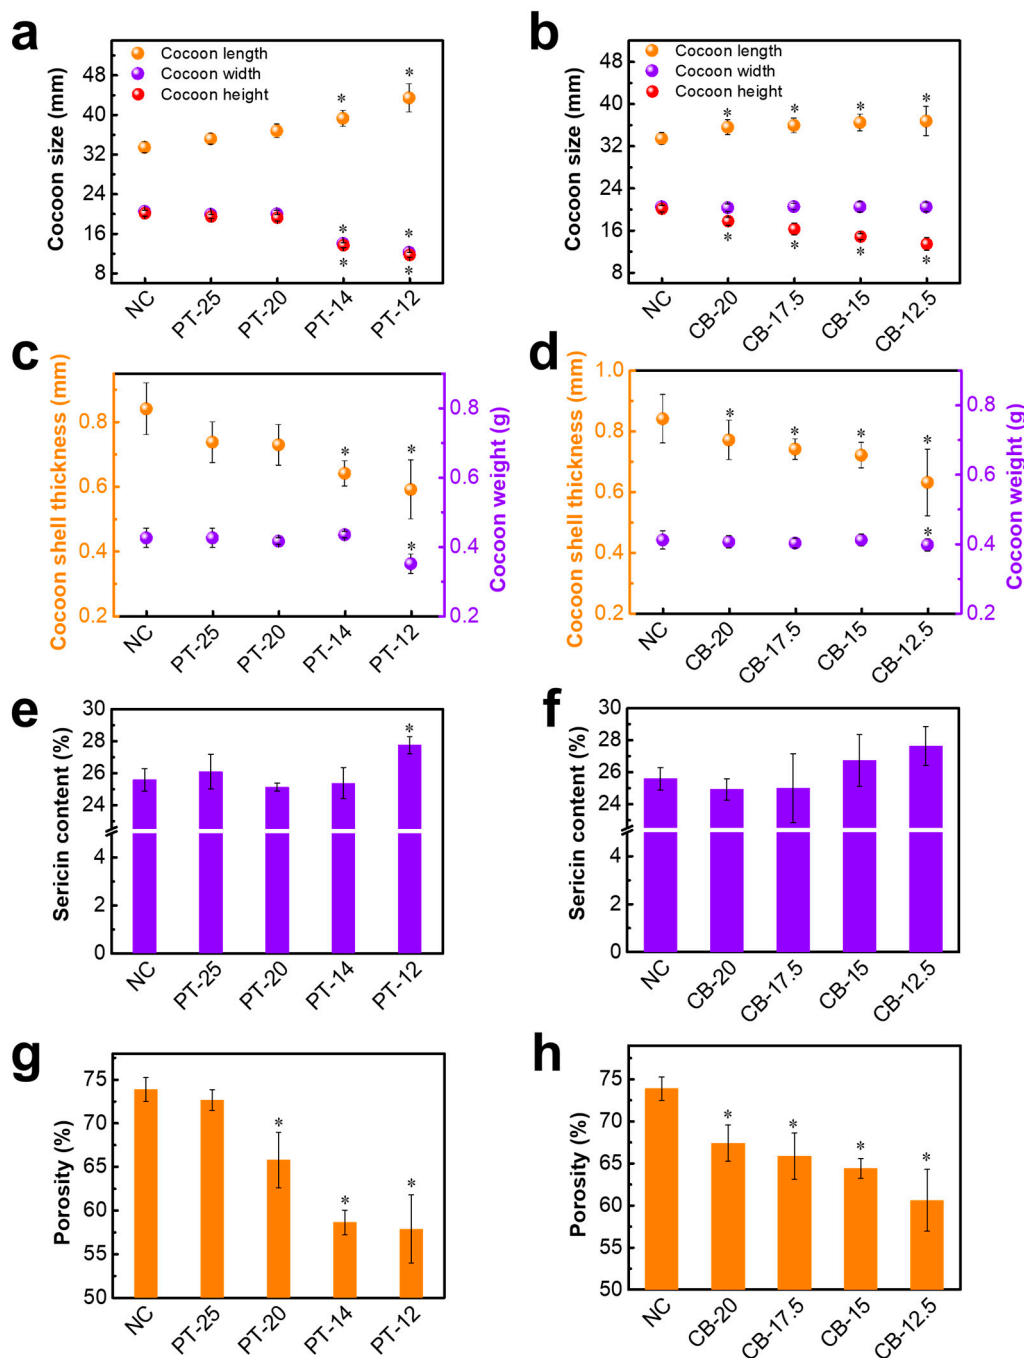 a
Cocoon length
Cocoon width
Cocoon height
Cocoon size (mm)
48
40
32
24
16
8
* *
* *
* *
NC
PT-25
PT-20
PT-14
PT-12
b
Cocoon length
Cocoon width
Cocoon height
Cocoon size (mm)
48
40
32
24
16
8
* * * *
* * * *
NC
CB-20
CB-17.5
CB-15
CB-12.5
c
Cocoon shell thickness (mm)
0.8
0.6
0.4
0.2
* *
*
Cocoon weight (g)
0.8
0.6
0.4
0.2
NC
PT-25
PT-20
PT-14
PT-12
d
Cocoon shell thickness (mm)
1.0
0.8
0.6
0.4
0.2
* * * *
*
Cocoon weight (g)
0.8
0.6
0.4
0.2
NC
CB-20
CB-17.5
CB-15
CB-12.5
e
Sericin content (%)
30
28
26
24
4
2
0
*
NC
PT-25
PT-20
PT-14
PT-12
f
Sericin content (%)
30
28
26
24
4
2
0
NC
CB-20
CB-17.5
CB-15
CB-12.5
g
Porosity (%)
75
70
65
60
55
50
* * *
NC
PT-25
PT-20
PT-14
PT-12
h
Porosity (%)
75
70
65
60
55
50
* * * *
NC
CB-20
CB-17.5
CB-15
CB-12.5